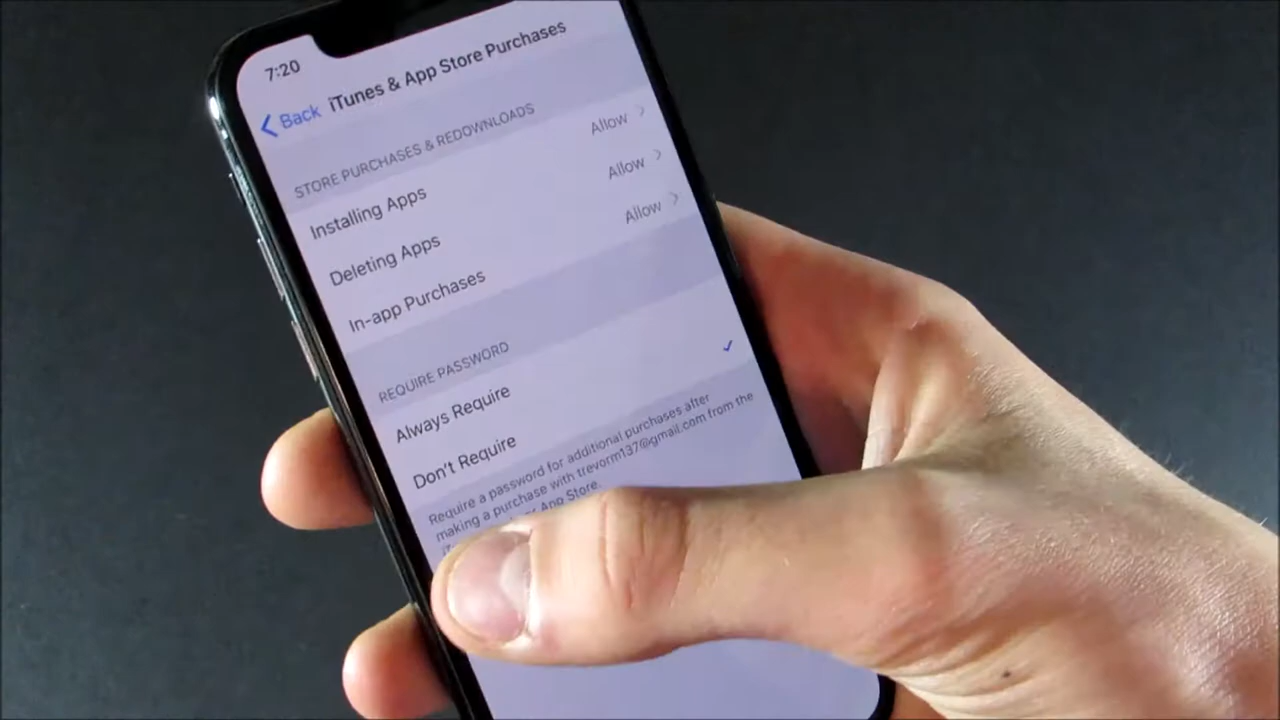 7:20
Back iTunes & App Store Purchases
STORE PURCHASES & REDOWNLOADS
Installing Apps Allow
Deleting Apps Allow
In-app Purchases Allow
REQUIRE PASSWORD
Always Require
Don't Require
Require a password for additional purchases after
making a purchase with trevorm137@gmail.com from the
App Store.